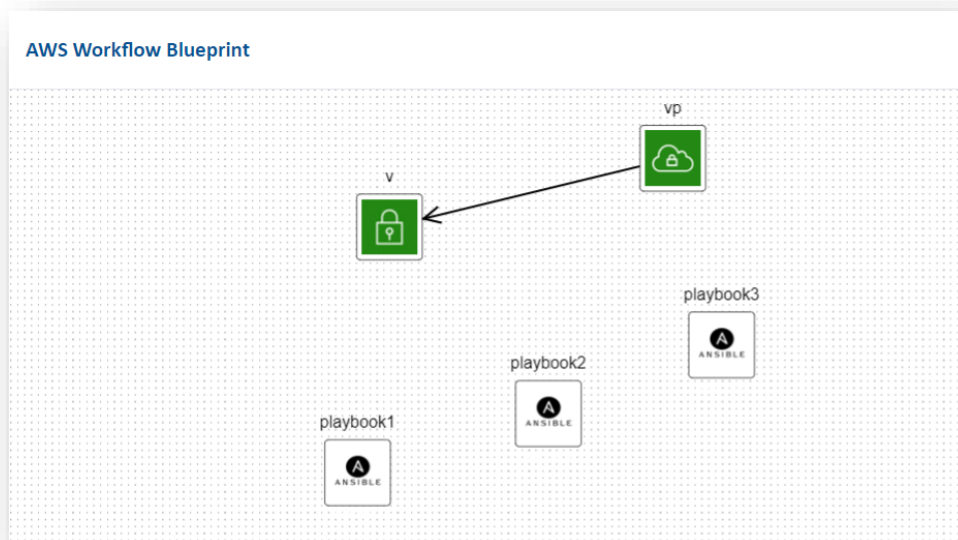 AWS Workflow Blueprint
vp
v
playbook3
ANSIBLE
playbook2
ANSIBLE
playbook1
ANSIBLE